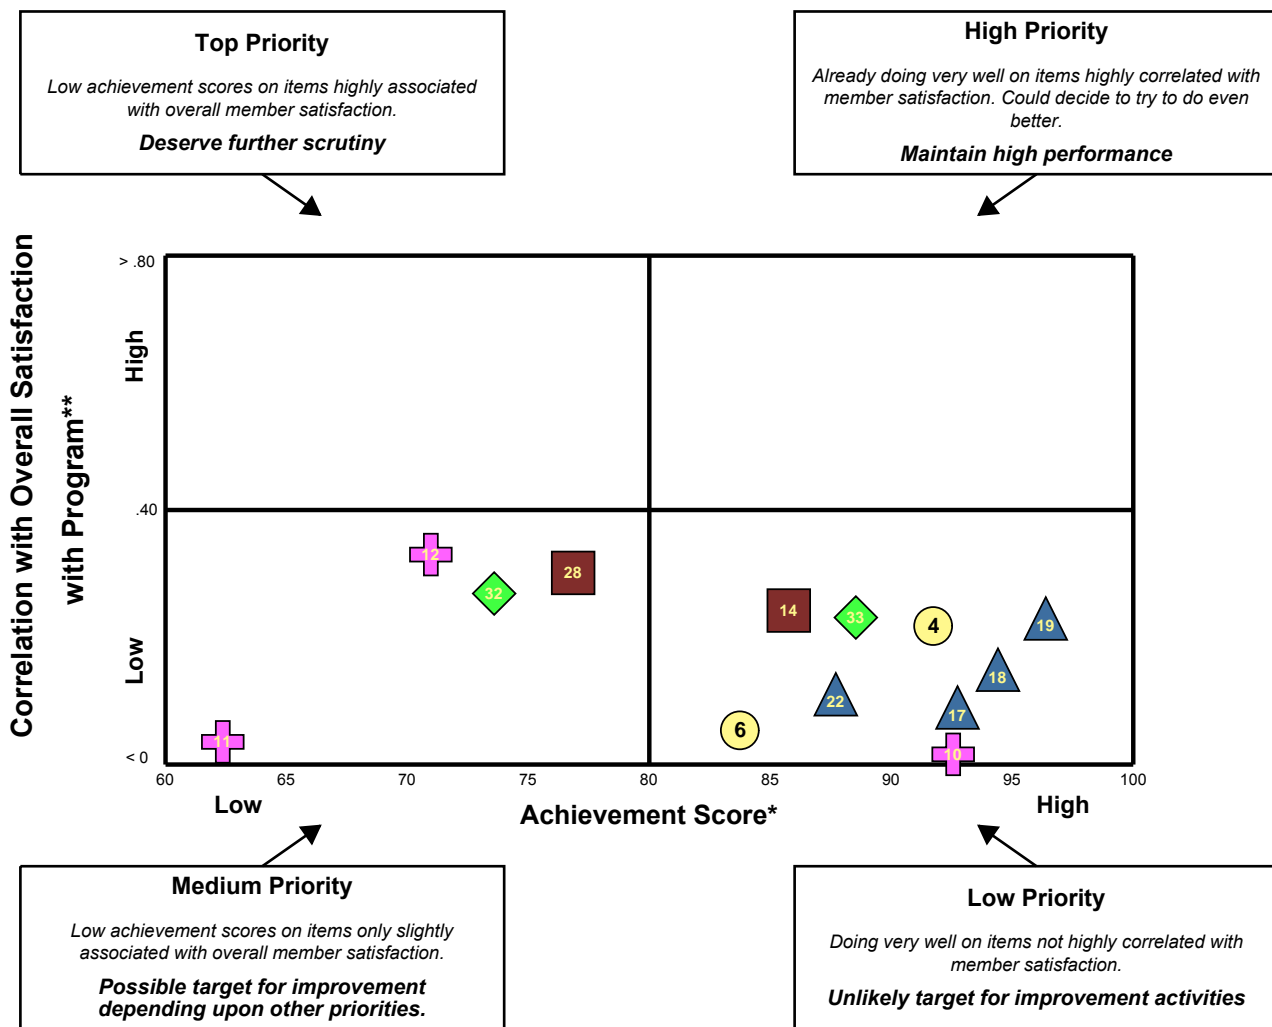 Top Priority
Low achievement scores on items highly associated
with overall member satisfaction.
Deserve further scrutiny
High Priority
Already doing very well on items highly correlated with
member satisfaction. Could decide to try to do even
better.
Maintain high performance
Correlation with Overall Satisfaction
with Program**
> .80
High
.40
Low
< 0
12
32
28
14
33
4
19
18
22
17
6
11
10
60
65
70
75
80
85
90
95
100
Low
Achievement Score*
High
Medium Priority
Low achievement scores on items only slightly
associated with overall member satisfaction.
Possible target for improvement
depending upon other priorities.
Low Priority
Doing very well on items not highly correlated with
member satisfaction.
Unlikely target for improvement activities